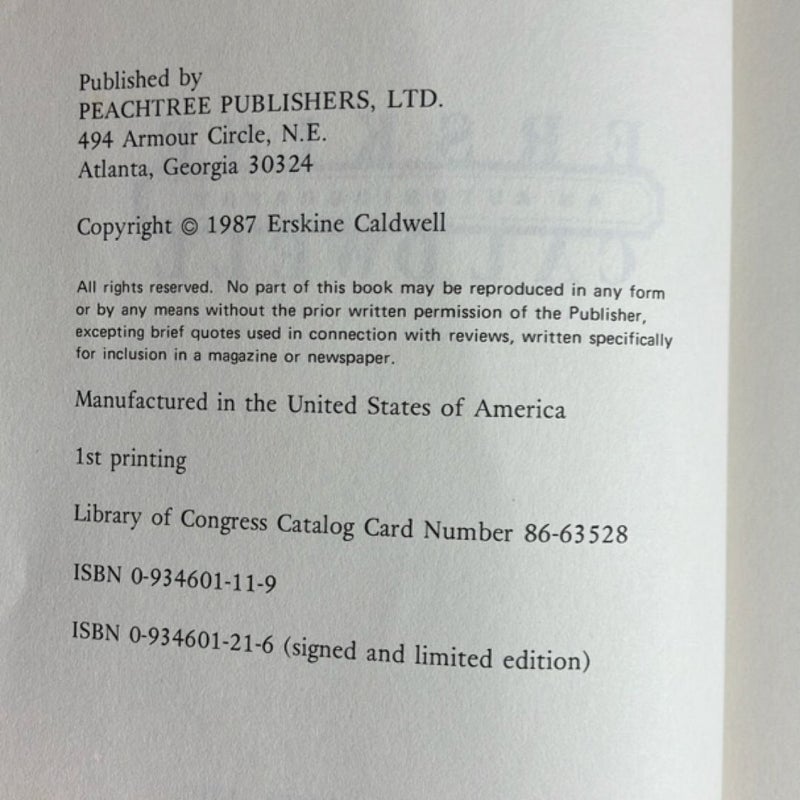 Published by
PEACHTREE PUBLISHERS, LTD.
494 Armour Circle, N.E.
Atlanta, Georgia 30324
Copyright © 1987 Erskine Caldwell
All rights reserved. No part of this book may be reproduced in any form
or by any means without the prior written permission of the Publisher,
excepting brief quotes used in connection with reviews, written specifically
for inclusion in a magazine or newspaper.
Manufactured in the United States of America
1st printing
Library of Congress Catalog Card Number 86-63528
ISBN 0-934601-11-9
ISBN 0-934601-21-6 (signed and limited edition)